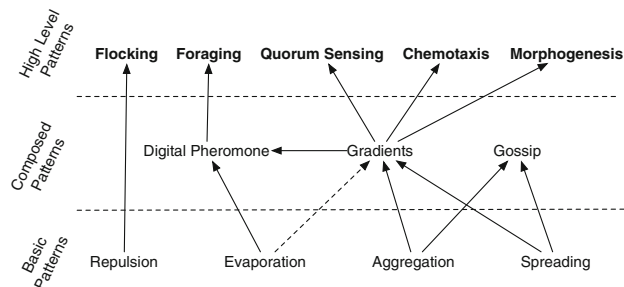 High Level
Patterns
Flocking Foraging Quorum Sensing Chemotaxis Morphogenesis
Composed
Patterns
Digital Pheromone Gradients Gossip
Basic
Patterns
Repulsion Evaporation Aggregation Spreading